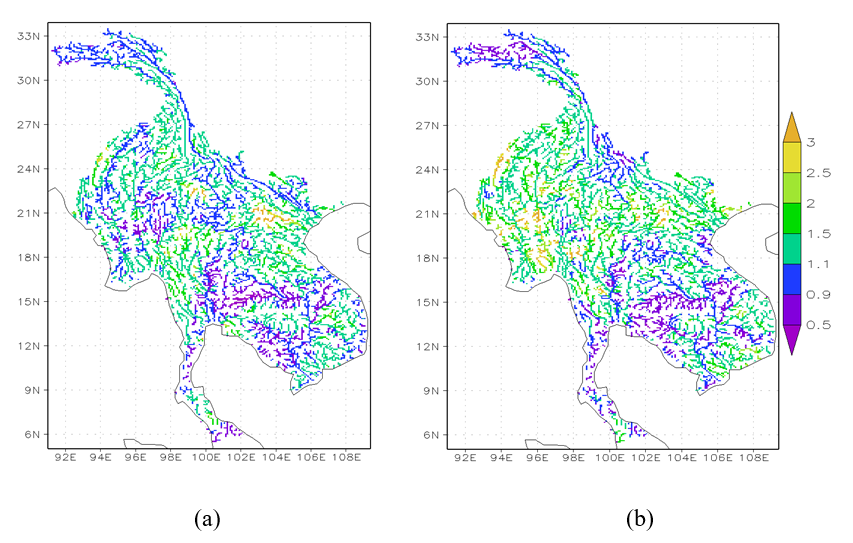 33N
30N
27N
24N
21N
18N
15N
12N
9N
6N
92E 94E 96E 98E 100E 102E 104E 106E 108E
(a)
33N
30N
27N
24N
21N
18N
15N
12N
9N
6N
92E 94E 96E 98E 100E 102E 104E 106E 108E
(b)
3
2.5
2
1.5
1.1
0.9
0.5